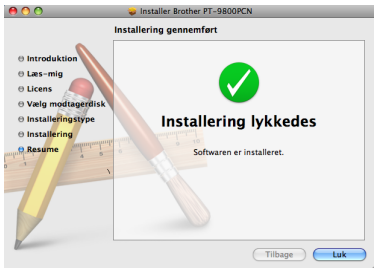 Installer Brother PT-9800PCN
Installering gennemført
Introduktion
Læs-mig
Licens
Vælg modtagerdisk
Installeringstype
Installering
Resume
Installering lykkedes
Softwaren er installeret.
Tilbage
Luk